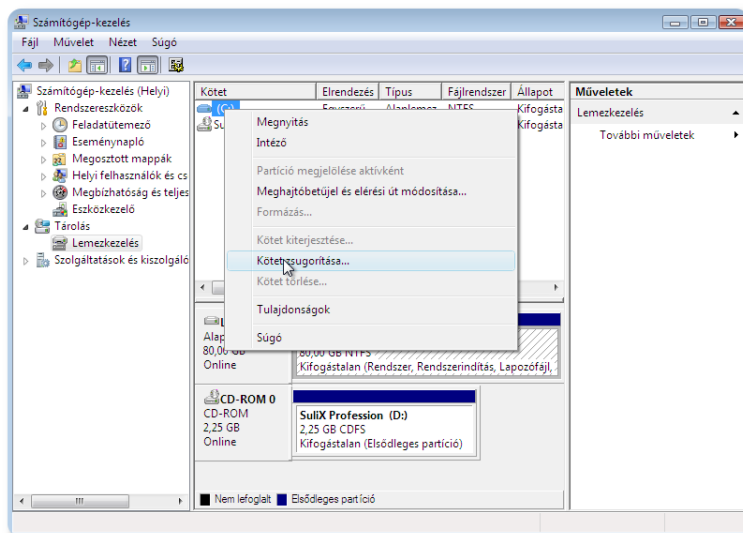 Számítógép-kezelés
Fájl Művelet Nézet Súgó
Számítógép-kezelés (Helyi)
Rendszereszközök
Feladatütemező
Eseménynapló
Megosztott mappák
Helyi felhasználók és cs
Megbízhatóság és teljes
Eszközkezelő
Tárolás
Lemezkezelés
Szolgáltatások és kiszolgáló
Kötet Elrendezés Típus Fájlrendszer Állapot
(C:) Egyszerű Alaplemez NTFS Kifogásta
Su Kifogásta
Megnyitás
Intéző
Partíció megjelölése aktívként
Meghajtóbetűjel és elérési út módosítása...
Formázás...
Kötet kiterjesztése...
Kötet zsugorítása...
Kötet törlése...
Tulajdonságok
Súgó
Alap
80,00 GB
Online
80,00 GB NTFS
Kifogástalan (Rendszer, Rendszerindítás, Lapozófájl,
CD-ROM 0
CD-ROM
2,25 GB
Online
SuliX Profession (D:)
2,25 GB CDFS
Kifogástalan (Elsődleges partíció)
Nem lefoglalt Elsődleges partíció
Műveletek
Lemezkezelés
További műveletek